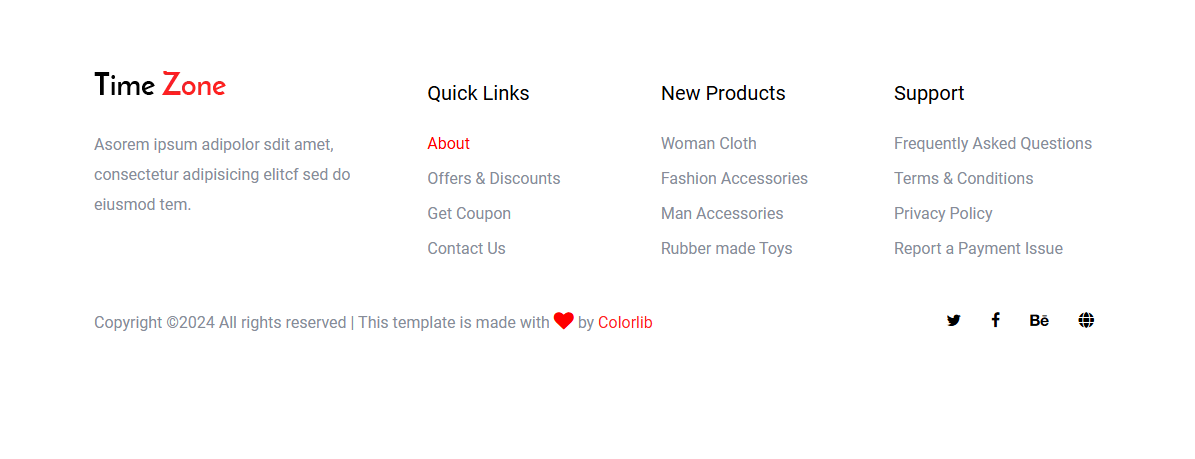 Time Zone
Asorem ipsum adipolor sdit amet,
consectetur adipisicing elitcf sed do
eiusmod tem.
Quick Links
About
Offers & Discounts
Get Coupon
Contact Us
New Products
Woman Cloth
Fashion Accessories
Man Accessories
Rubber made Toys
Support
Frequently Asked Questions
Terms & Conditions
Privacy Policy
Report a Payment Issue
Copyright ©2024 All rights reserved | This template is made with ❤ by Colorlib